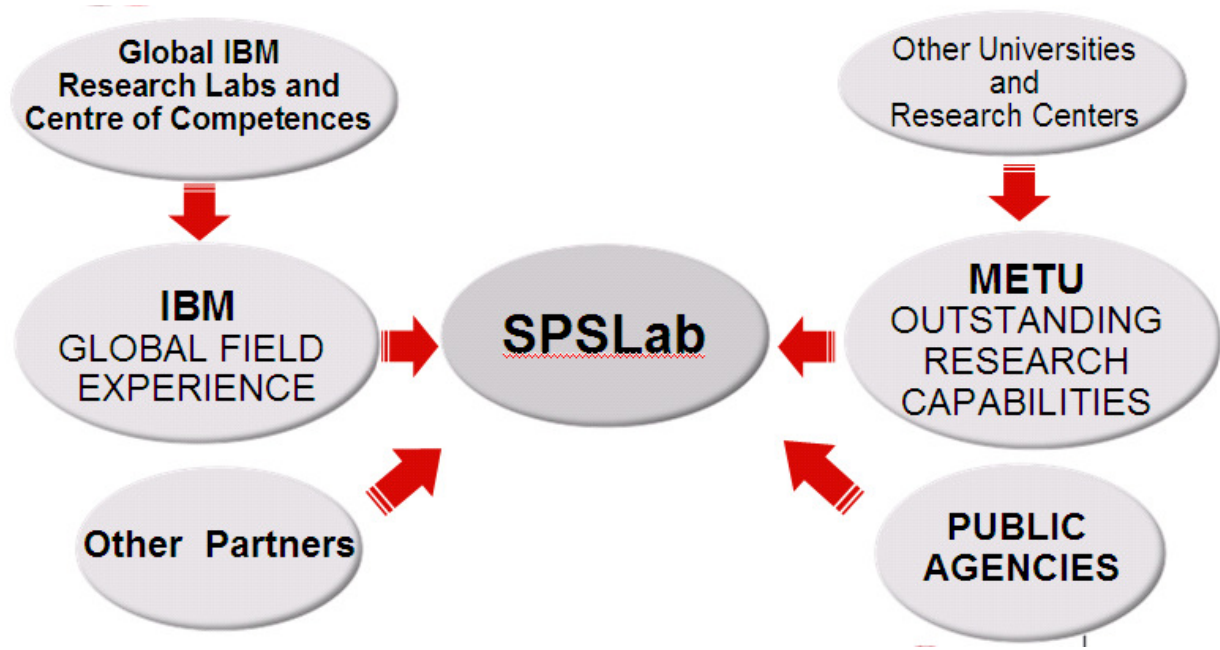 Global IBM
Research Labs and
Centre of Competences
Other Universities
and
Research Centers
IBM
GLOBAL FIELD
EXPERIENCE
SPSLab
METU
OUTSTANDING
RESEARCH
CAPABILITIES
Other Partners
PUBLIC
AGENCIES